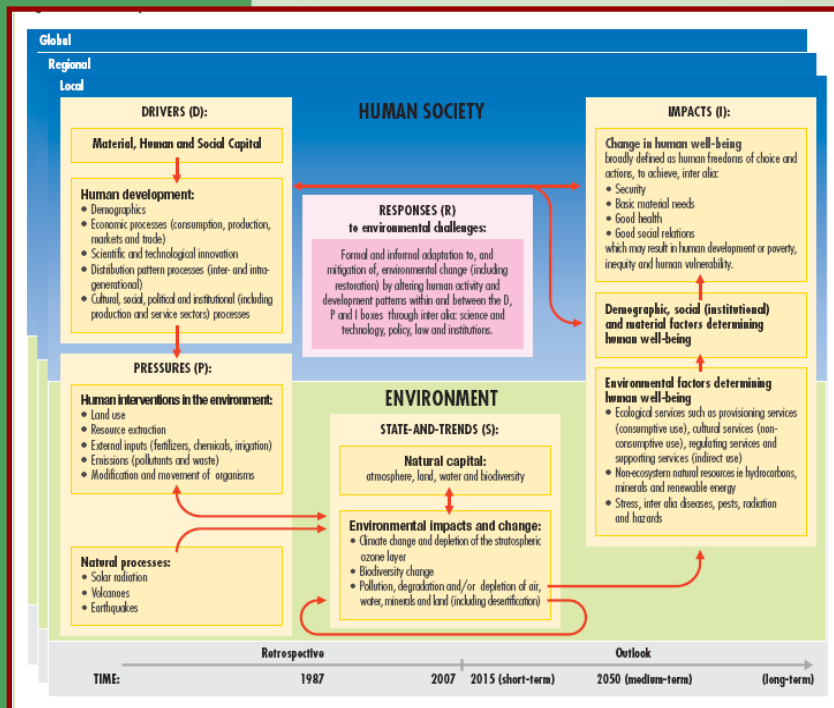 Global
Regional
Local
HUMAN SOCIETY
DRIVERS (D):
Material, Human and Social Capital
Human development:
• Demographics
• Economic processes (consumption, production,
markets and trade)
• Scientific and technological innovation
• Distribution pattern processes (inter- and intra-
generational)
• Cultural, social, political and institutional (including
production and service sectors) processes
PRESSURES (P):
Human interventions in the environment:
• Land use
• Resource extraction
• External inputs (fertilizers, chemicals, irrigation)
• Emissions (pollutants and waste)
• Modification and movement of organisms
Natural processes:
• Solar radiation
• Volcanoes
• Earthquakes
RESPONSES (R)
to environmental challenges:
Formal and informal adaptation to, and
mitigation of, environmental change (including
restoration) by altering human activity and
development patterns within and between the D,
P and I boxes through inter alia: science and
technology, policy, law and institutions.
ENVIRONMENT
STATE-AND-TRENDS (S):
Natural capital:
atmosphere, land, water and biodiversity
Environmental impacts and change:
• Climate change and depletion of the stratospheric
ozone layer
• Biodiversity change
• Pollution, degradation and/or depletion of air,
water, minerals and land (including desertification)
IMPACTS (I):
Change in human well-being
broadly defined as human freedoms of choice and
actions, to achieve, inter alia:
• Security
• Basic material needs
• Good health
• Good social relations
which may result in human development or poverty,
inequity and human vulnerability.
Demographic, social (institutional)
and material factors determining
human well-being
Environmental factors determining
human well-being
• Ecological services such as provisioning services
(consumptive use), cultural services (non-
consumptive use), regulating services and
supporting services (indirect use)
• Non-ecosystem natural resources ie hydrocarbons,
minerals and renewable energy
• Stress, inter alia diseases, pests, radiation
and hazards
Retrospective
Outlook
TIME: 1987 2007 2015 (short-term) 2050 (medium-term) (long-term)